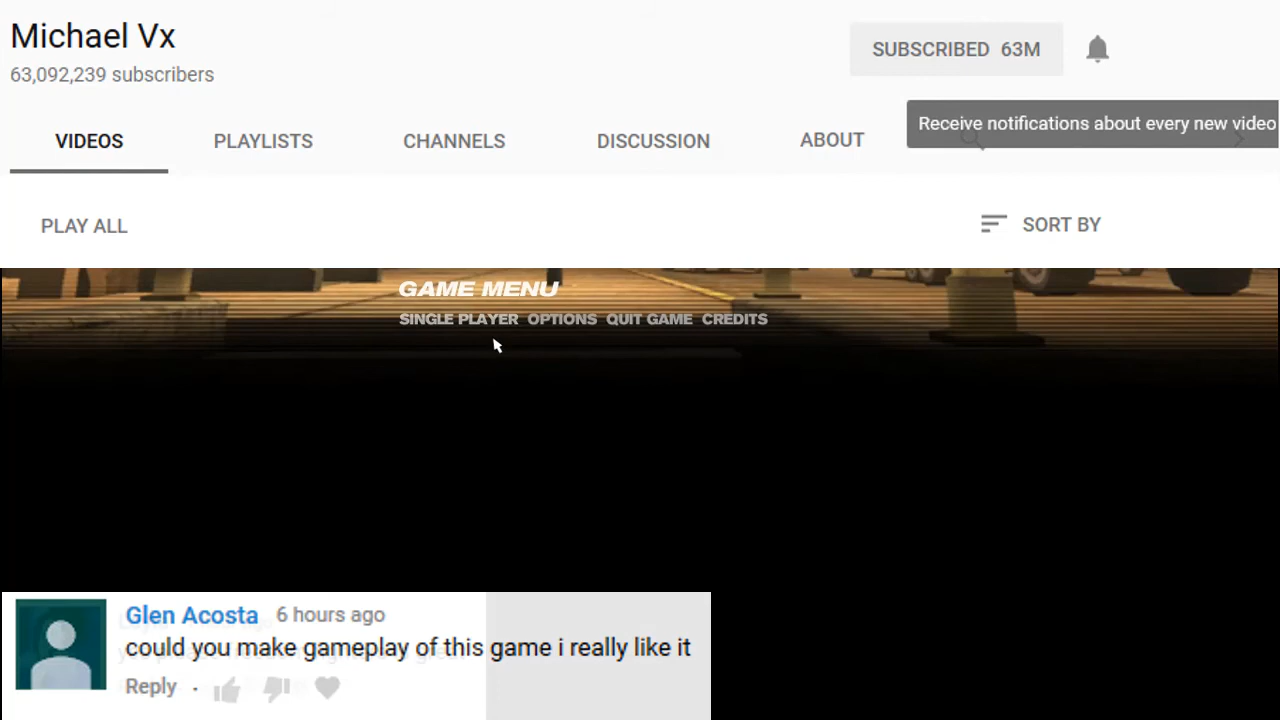 Michael Vx
63,092,239 subscribers
SUBSCRIBED 63M
Receive notifications about every new video
VIDEOS PLAYLISTS CHANNELS DISCUSSION ABOUT
PLAY ALL
SORT BY
GAME MENU
SINGLE PLAYER OPTIONS QUIT GAME CREDITS
Glen Acosta 6 hours ago
could you make gameplay of this game i really like it
Reply